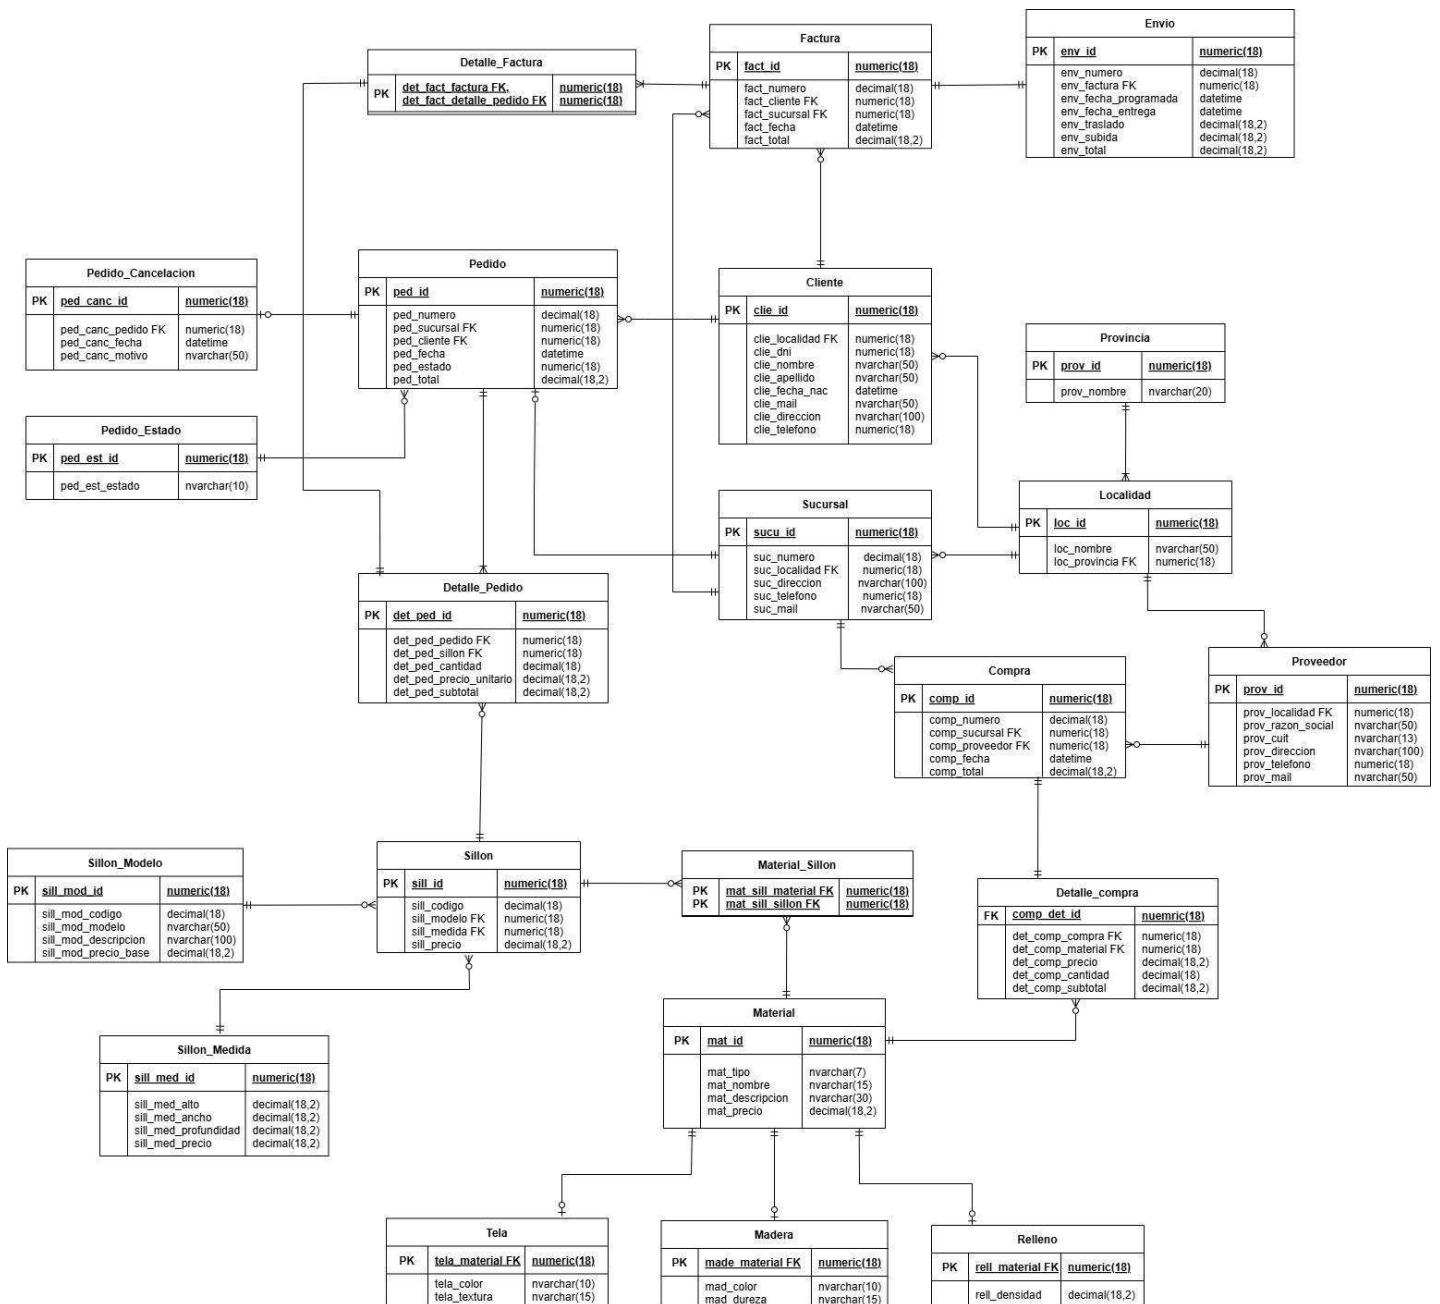 Envio
PK env_id numeric(18)
env_numero decimal(18)
env_factura FK numeric(18)
env_fecha_programada datetime
env_fecha_entrega datetime
env_traslado decimal(18,2)
env_subida decimal(18,2)
env_total decimal(18,2)
Factura
PK fact_id numeric(18)
fact_numero decimal(18)
fact_cliente FK numeric(18)
fact_sucursal FK numeric(18)
fact_fecha datetime
fact_total decimal(18,2)
Detalle_Factura
PK det_fact_factura FK, numeric(18)
det_fact_detalle_pedido FK numeric(18)
Pedido_Cancelacion
PK ped_canc_id numeric(18)
ped_canc_pedido FK numeric(18)
ped_canc_fecha datetime
ped_canc_motivo nvarchar(50)
Pedido
PK ped_id numeric(18)
ped_numero decimal(18)
ped_sucursal FK numeric(18)
ped_cliente FK numeric(18)
ped_fecha datetime
ped_estado numeric(18)
ped_total decimal(18,2)
Cliente
PK clie_id numeric(18)
clie_localidad FK numeric(18)
clie_dni numeric(18)
clie_nombre nvarchar(50)
clie_apellido nvarchar(50)
clie_fecha_nac datetime
clie_mail nvarchar(50)
clie_direccion nvarchar(100)
clie_telefono numeric(18)
Provincia
PK prov_id numeric(18)
prov_nombre nvarchar(20)
Pedido_Estado
PK ped_est_id numeric(18)
ped_est_estado nvarchar(10)
Sucursal
PK sucu_id numeric(18)
suc_numero decimal(18)
suc_localidad FK numeric(18)
suc_direccion nvarchar(100)
suc_telefono numeric(18)
suc_mail nvarchar(50)
Localidad
PK loc_id numeric(18)
loc_nombre nvarchar(50)
loc_provincia FK numeric(18)
Detalle_Pedido
PK det_ped_id numeric(18)
det_ped_pedido FK numeric(18)
det_ped_sillon FK numeric(18)
det_ped_cantidad decimal(18)
det_ped_precio_unitario decimal(18,2)
det_ped_subtotal decimal(18,2)
Compra
PK comp_id numeric(18)
comp_numero decimal(18)
comp_sucursal FK numeric(18)
comp_proveedor FK numeric(18)
comp_fecha datetime
comp_total decimal(18,2)
Proveedor
PK prov_id numeric(18)
prov_localidad FK numeric(18)
prov_razon_social nvarchar(50)
prov_cuit nvarchar(13)
prov_direccion nvarchar(100)
prov_telefono numeric(18)
prov_mail nvarchar(50)
Sillon_Modelo
PK sill_mod_id numeric(18)
sill_mod_codigo decimal(18)
sill_mod_modelo nvarchar(50)
sill_mod_descripcion nvarchar(100)
sill_mod_precio_base decimal(18,2)
Sillon
PK sill_id numeric(18)
sill_codigo decimal(18)
sill_modelo FK numeric(18)
sill_medida FK numeric(18)
sill_precio decimal(18,2)
Material_Sillon
PK mat_sill_material FK numeric(18)
PK mat_sill_sillon FK numeric(18)
Detalle_compra
FK comp_det_id nuemric(18)
det_comp_compra FK numeric(18)
det_comp_material FK numeric(18)
det_comp_precio decimal(18,2)
det_comp_cantidad decimal(18)
det_comp_subtotal decimal(18,2)
Sillon_Medida
PK sill_med_id numeric(18)
sill_med_alto decimal(18,2)
sill_med_ancho decimal(18,2)
sill_med_profundidad decimal(18,2)
sill_med_precio decimal(18,2)
Material
PK mat_id numeric(18)
mat_tipo nvarchar(7)
mat_nombre nvarchar(15)
mat_descripcion nvarchar(30)
mat_precio decimal(18,2)
Tela
PK tela_material FK numeric(18)
tela_color nvarchar(10)
tela_textura nvarchar(15)
Madera
PK made_material FK numeric(18)
mad_color nvarchar(10)
mad_dureza nvarchar(15)
Relleno
PK rell_material FK numeric(18)
rell_densidad decimal(18,2)